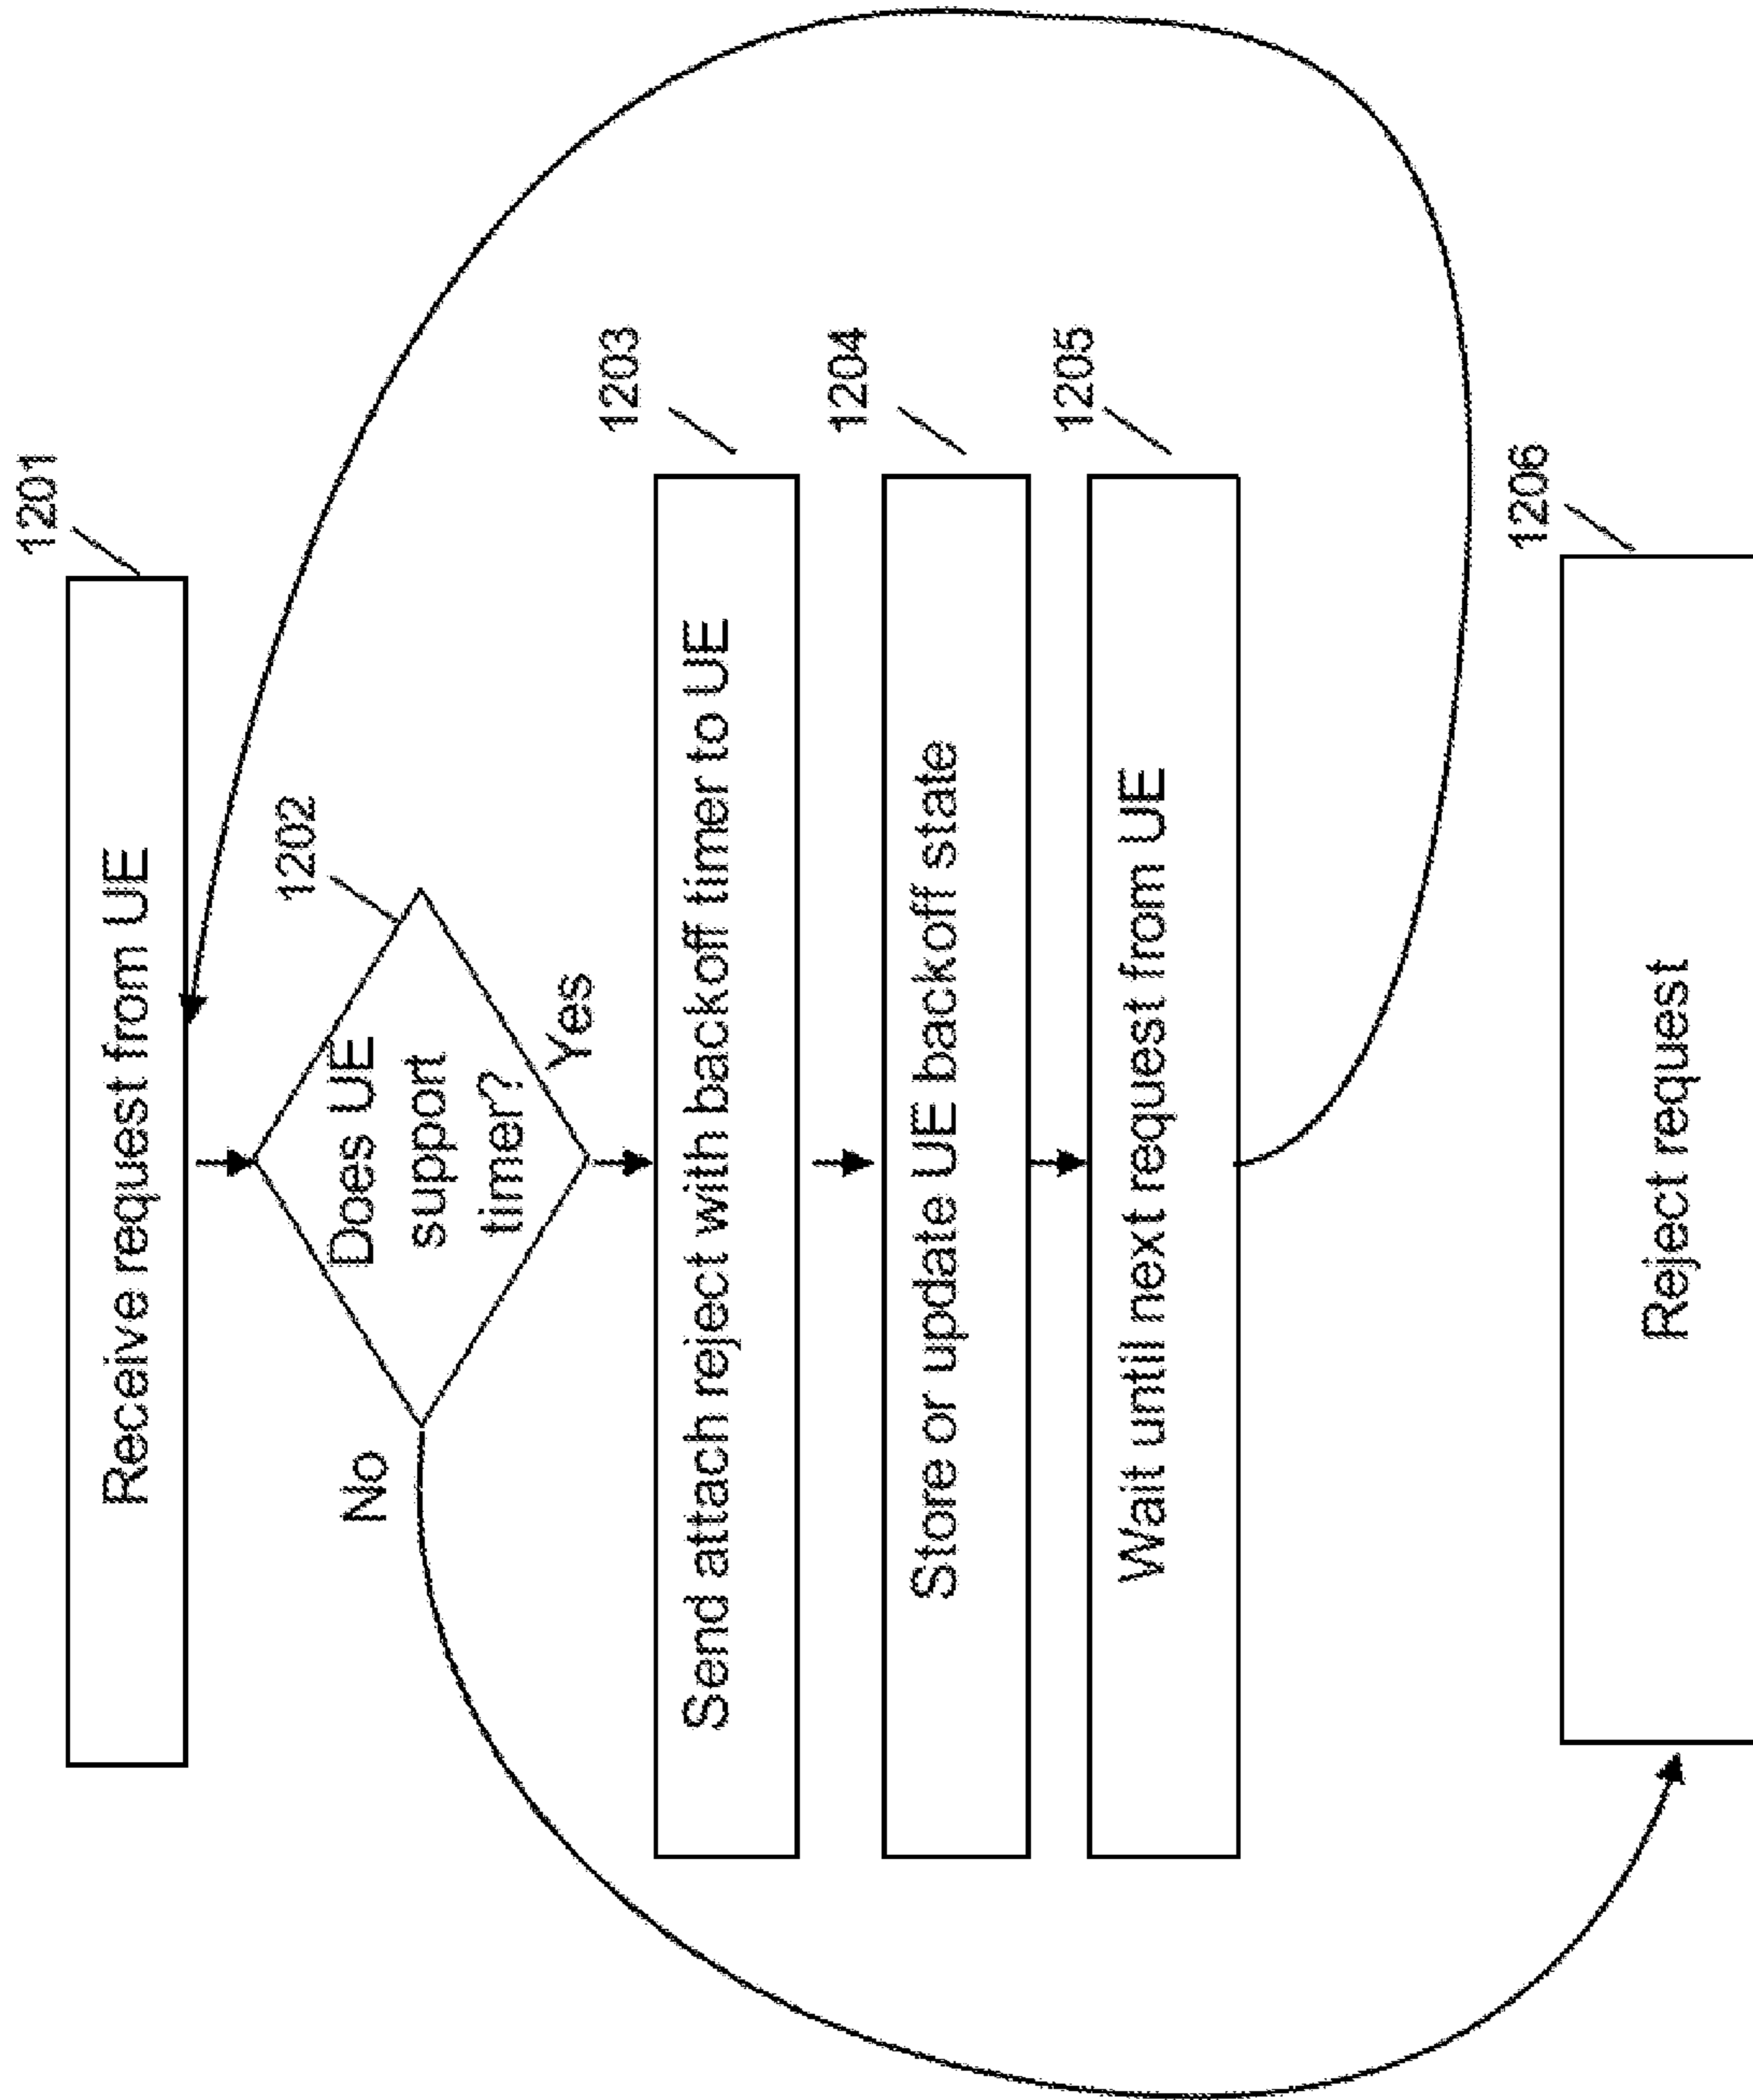 1201
Receive request from UE
1202
Does UE
support
timer?
No
Yes
1203
Send attach reject with backoff timer to UE
1204
Store or update UE backoff state
1205
Wait untill next request from UE
1206
Reject request